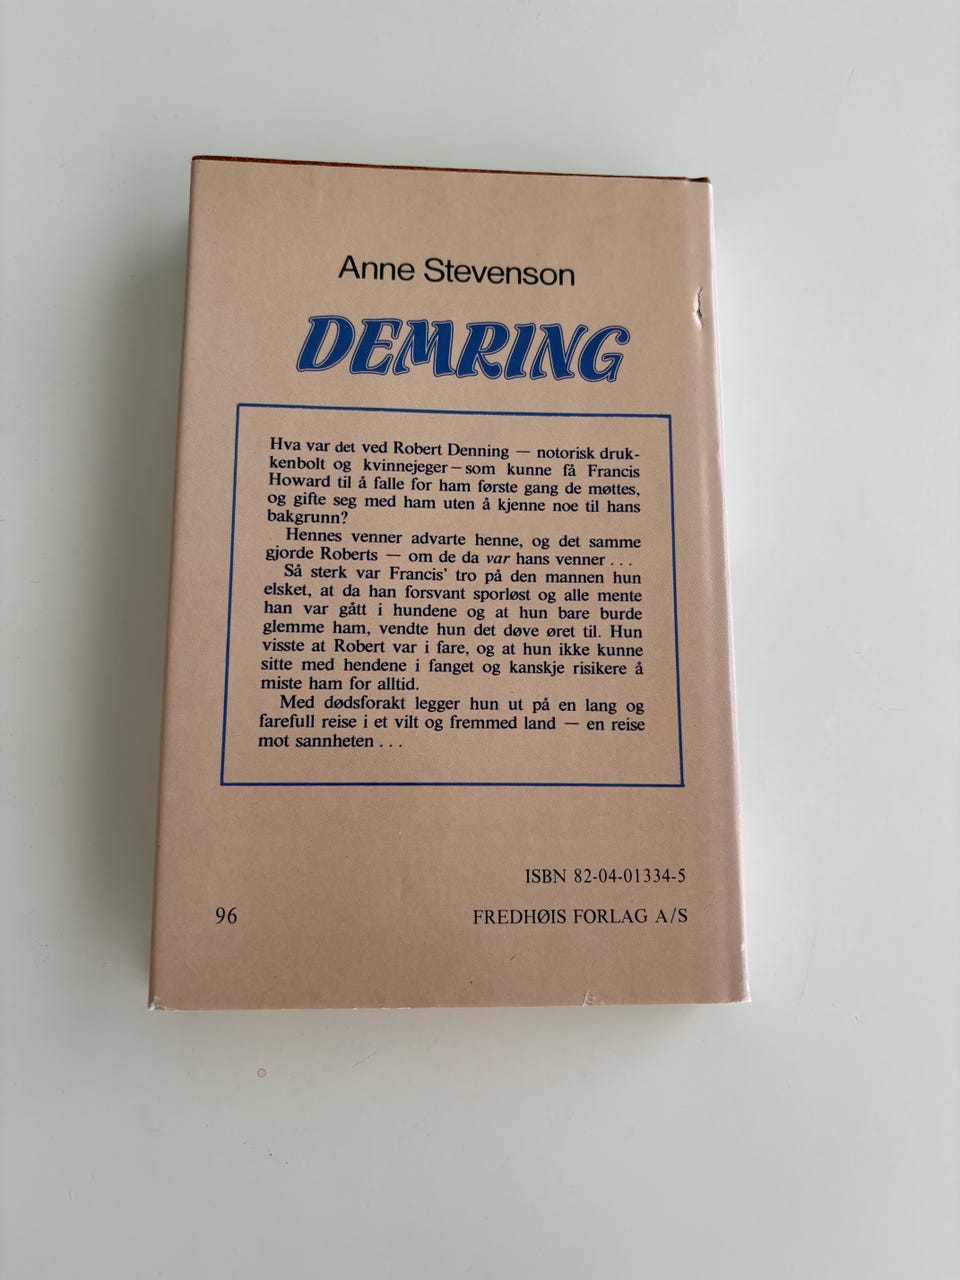 Anne Stevenson
DEMRING
Hva var det ved Robert Denning — notorisk druk-
kenbolt og kvinnejeger – som kunne få Francis
Howard til å falle for ham første gang de møttes,
og gifte seg med ham uten å kjenne noe til hans
bakgrunn?
Hennes venner advarte henne, og det samme
gjorde Roberts — om de da var hans venner . . .
Så sterk var Francis' tro på den mannen hun
elsket, at da han forsvant sporløst og alle mente
han var gått i hundene og at hun bare burde
glemme ham, vendte hun det døve øret til. Hun
visste at Robert var i fare, og at hun ikke kunne
sitte med hendene i fanget og kanskje risikere å
miste ham for alltid.
Med dødsforakt legger hun ut på en lang og
farefull reise i et vilt og fremmed land — en reise
mot sannheten . . .
ISBN 82-04-01334-5
96 FREDHØIS FORLAG A/S